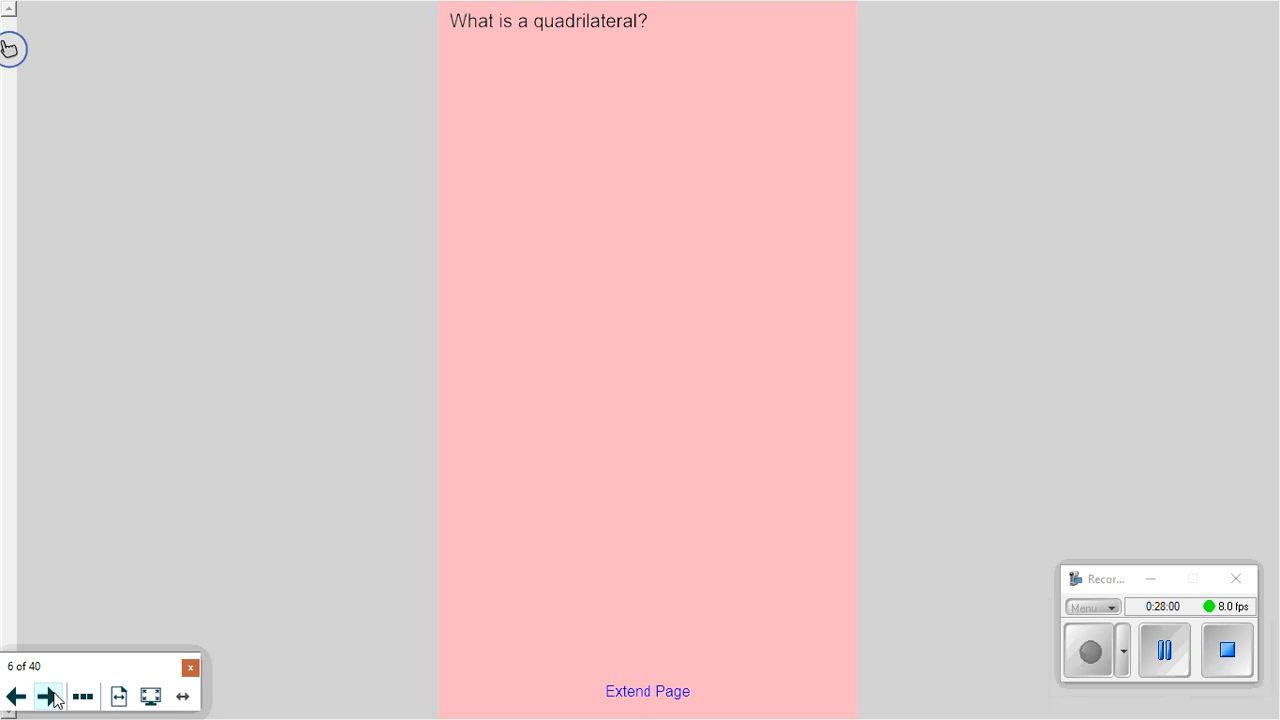 What is a quadrilateral?
Extend Page
6 of 40
x
Recor...
Menu
0:28:00
8.0 fps